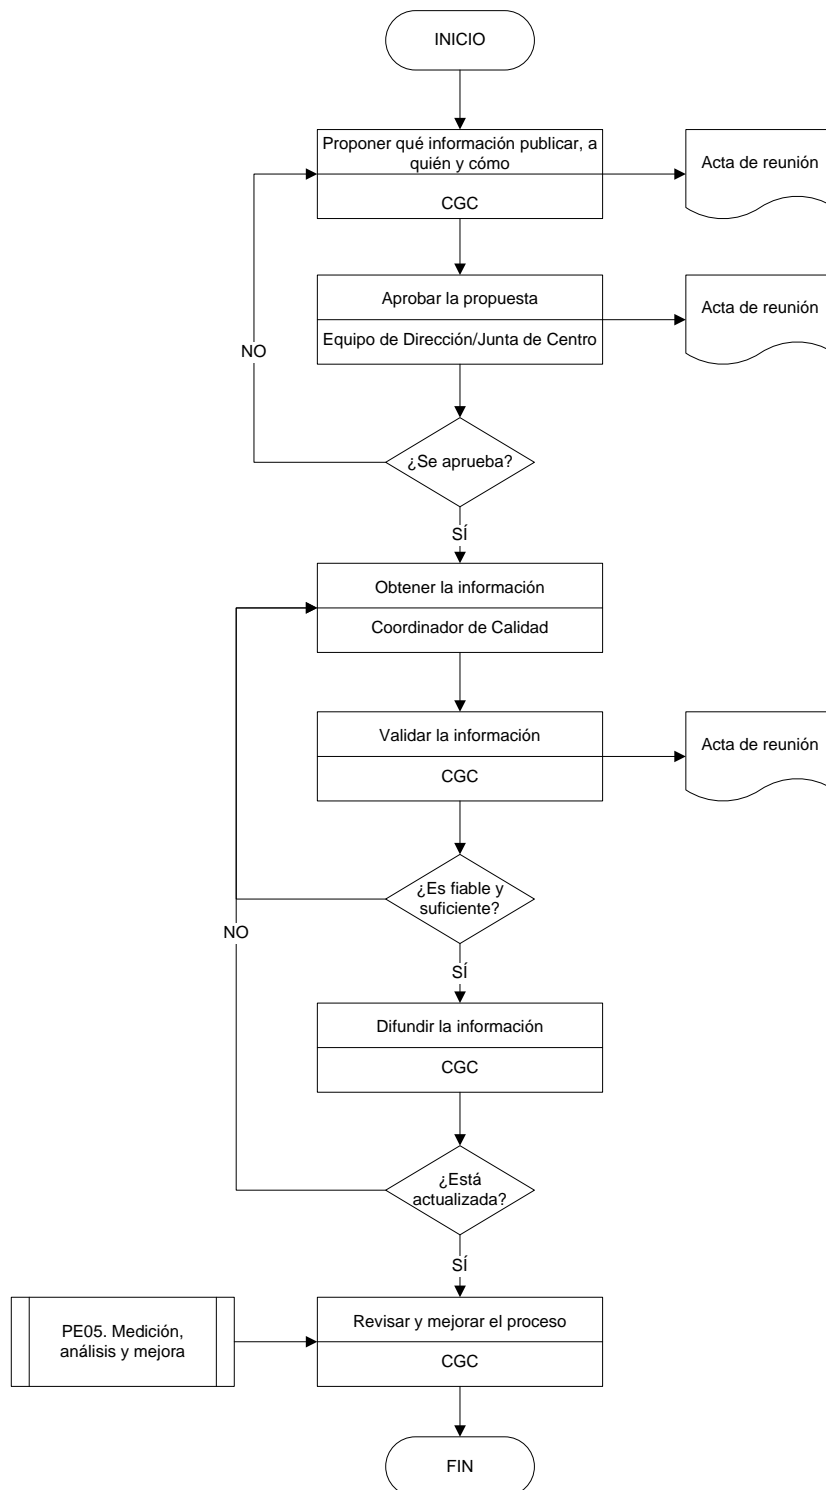 INICIO
Proponer qué información publicar, a
quién y cómo
CGC
Acta de reunión
Aprobar la propuesta
Equipo de Dirección/Junta de Centro
Acta de reunión
NO
¿Se aprueba?
SÍ
Obtener la información
Coordinador de Calidad
Validar la información
CGC
Acta de reunión
¿Es fiable y
suficiente?
NO
SÍ
Difundir la información
CGC
¿Está
actualizada?
SÍ
PE05. Medición,
análisis y mejora
Revisar y mejorar el proceso
CGC
FIN